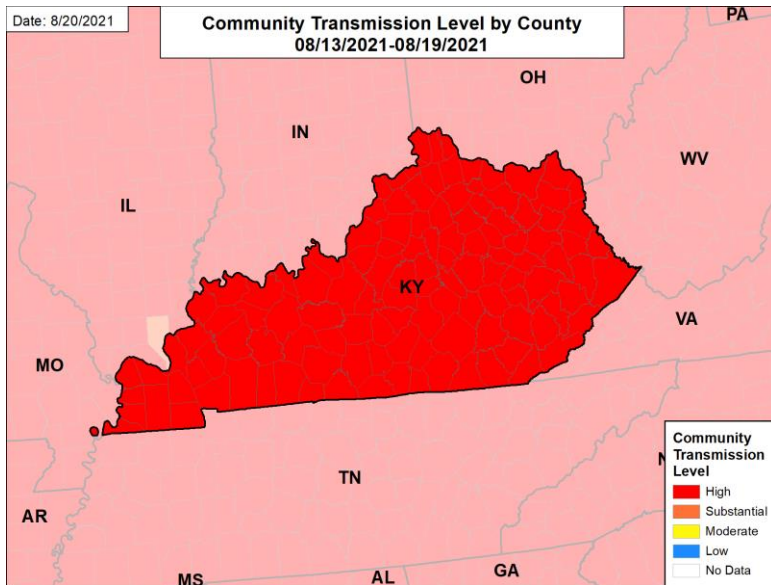 Date: 8/20/2021
Community Transmission Level by County
08/13/2021-08/19/2021
PA
OH
IN
WV
IL
KY
VA
MO
TN
AR
MS
AL
GA
N
Community
Transmission
Level
High
Substantial
Moderate
Low
No Data